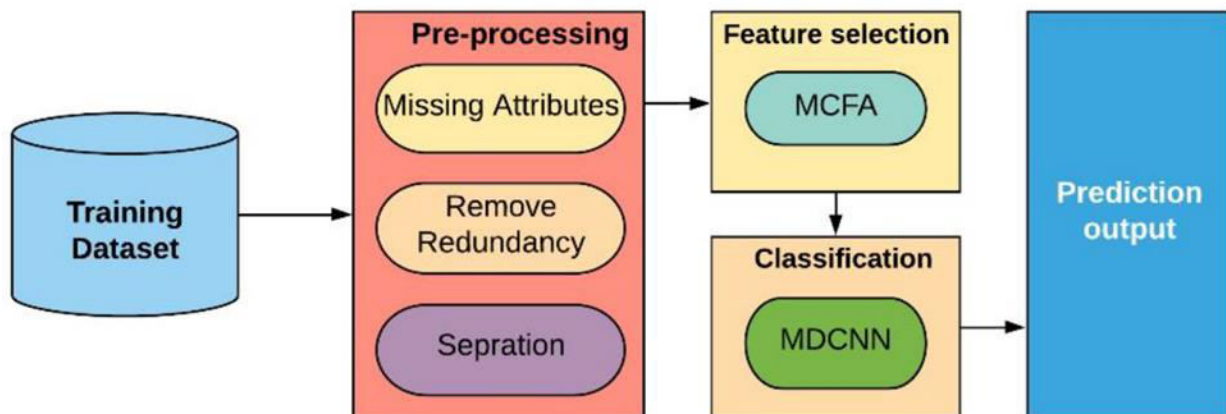 Training
Dataset
Pre-processing
Missing Attributes
Remove
Redundancy
Sepration
Feature selection
MCFA
Classification
MDCNN
Prediction
output